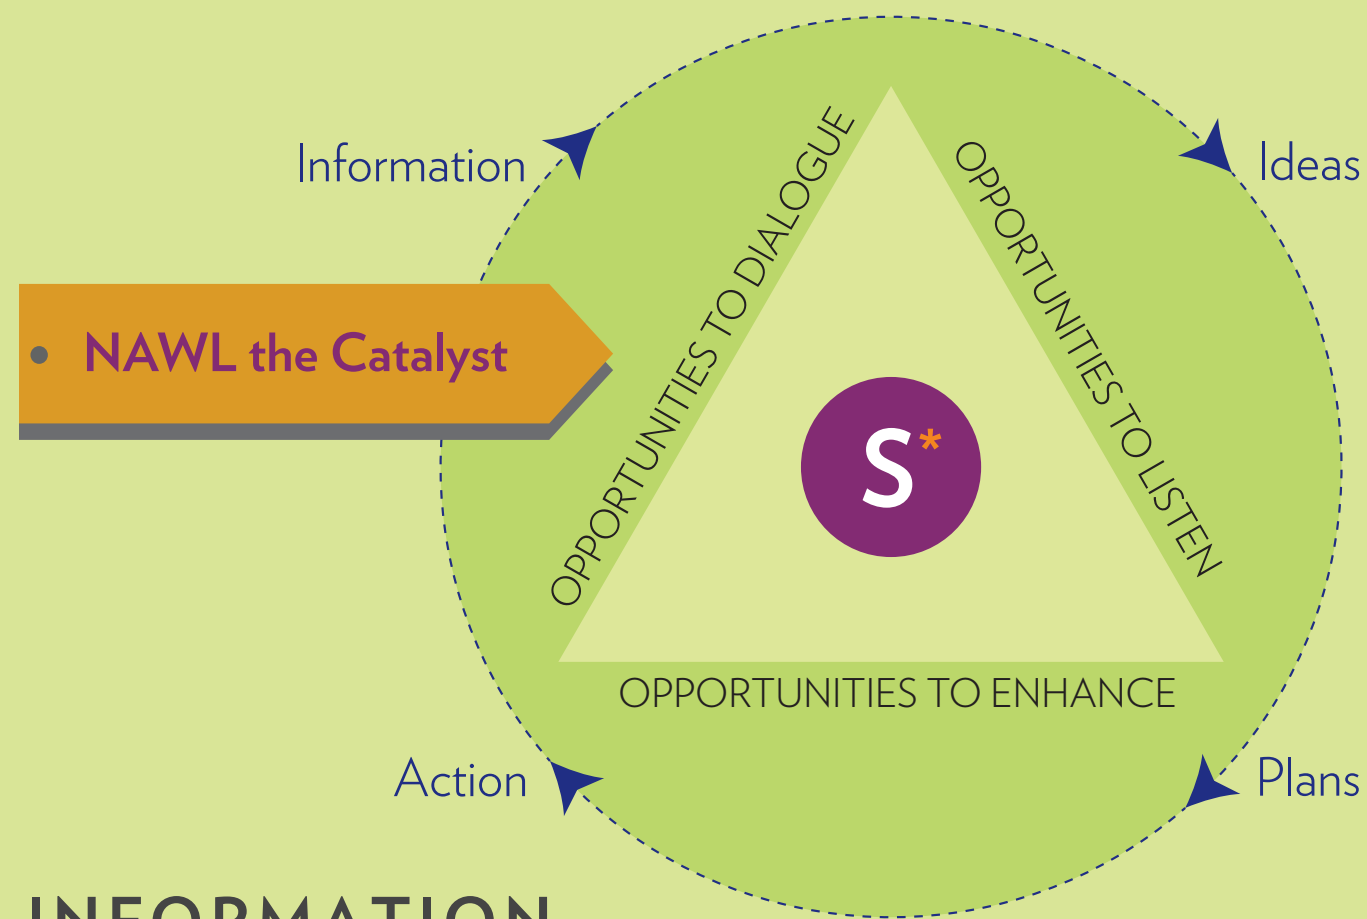 Information
Ideas
NAWL the Catalyst
OPPORTUNITIES TO DIALOGUE
OPPORTUNITIES TO LISTEN
S*
OPPORTUNITIES TO ENHANCE
Action
Plans
INFORMATION